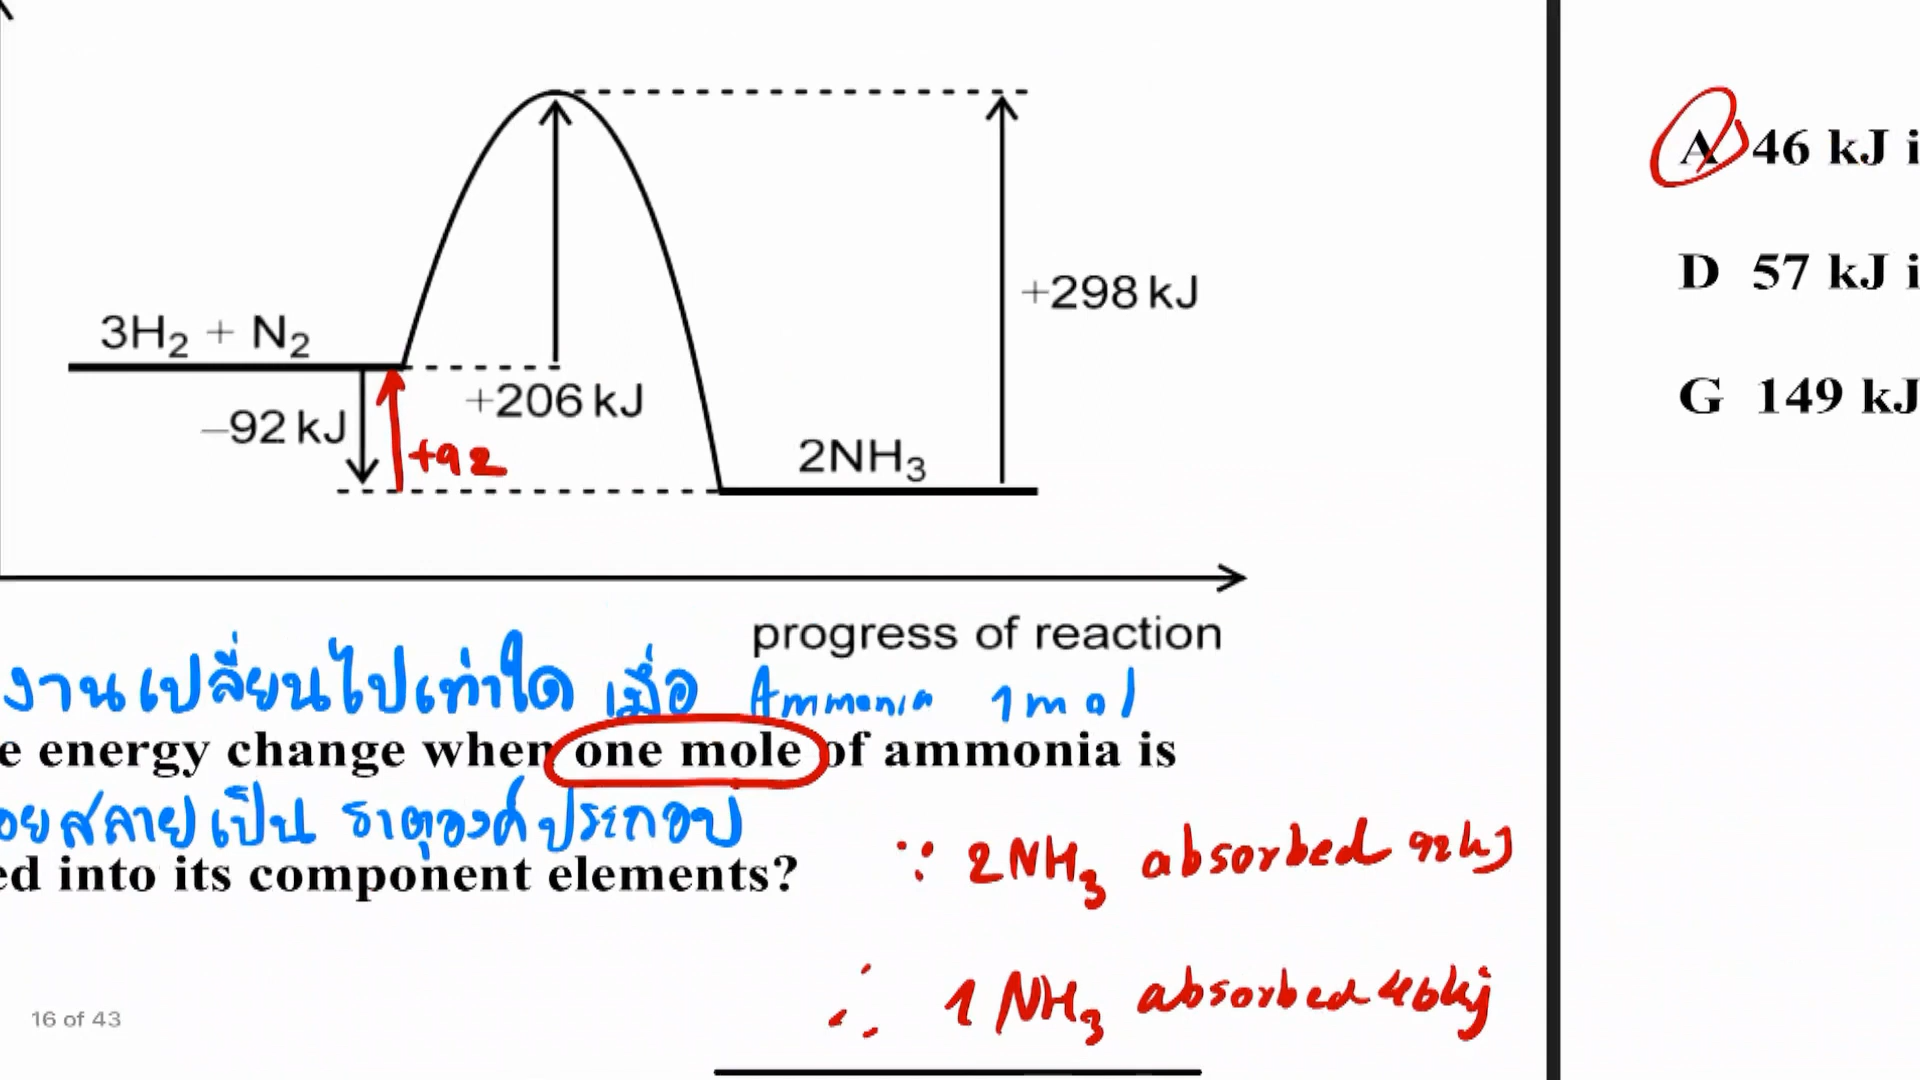 A 46 kJ i
D 57 kJ i
+298 kJ
3H₂ + N₂
G 149 kJ
+206 kJ
−92 kJ
+92
2NH₃
progress of reaction
งานเปลี่ยนไปเท่าใด เมื่อ Ammonia 1 mol
e energy change when one mole of ammonia is
อยสลายเป็น ธาตุองค์ประกอบ
ed into its component elements?
∵ 2NH₃ absorbed 92kJ
∴ 1 NH₃ absorbed 46kj
16 of 43